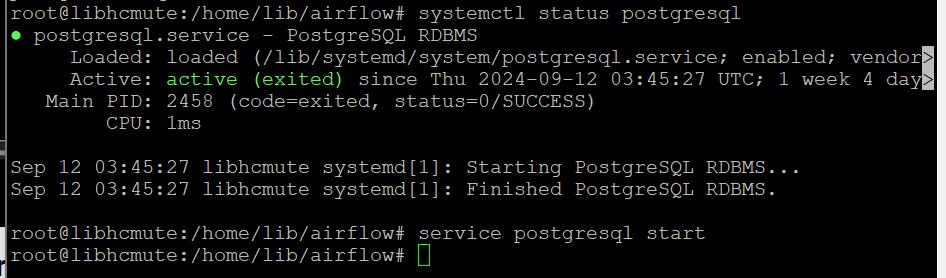 root@libhcmute:/home/lib/airflow# systemctl status postgresql
● postgresql.service - PostgreSQL RDBMS
Loaded: loaded (/lib/systemd/system/postgresql.service; enabled; vendor>
Active: active (exited) since Thu 2024-09-12 03:45:27 UTC; 1 week 4 day>
Main PID: 2458 (code=exited, status=0/SUCCESS)
CPU: 1ms
Sep 12 03:45:27 libhcmute systemd[1]: Starting PostgreSQL RDBMS...
Sep 12 03:45:27 libhcmute systemd[1]: Finished PostgreSQL RDBMS.
root@libhcmute:/home/lib/airflow# service postgresql start
root@libhcmute:/home/lib/airflow#